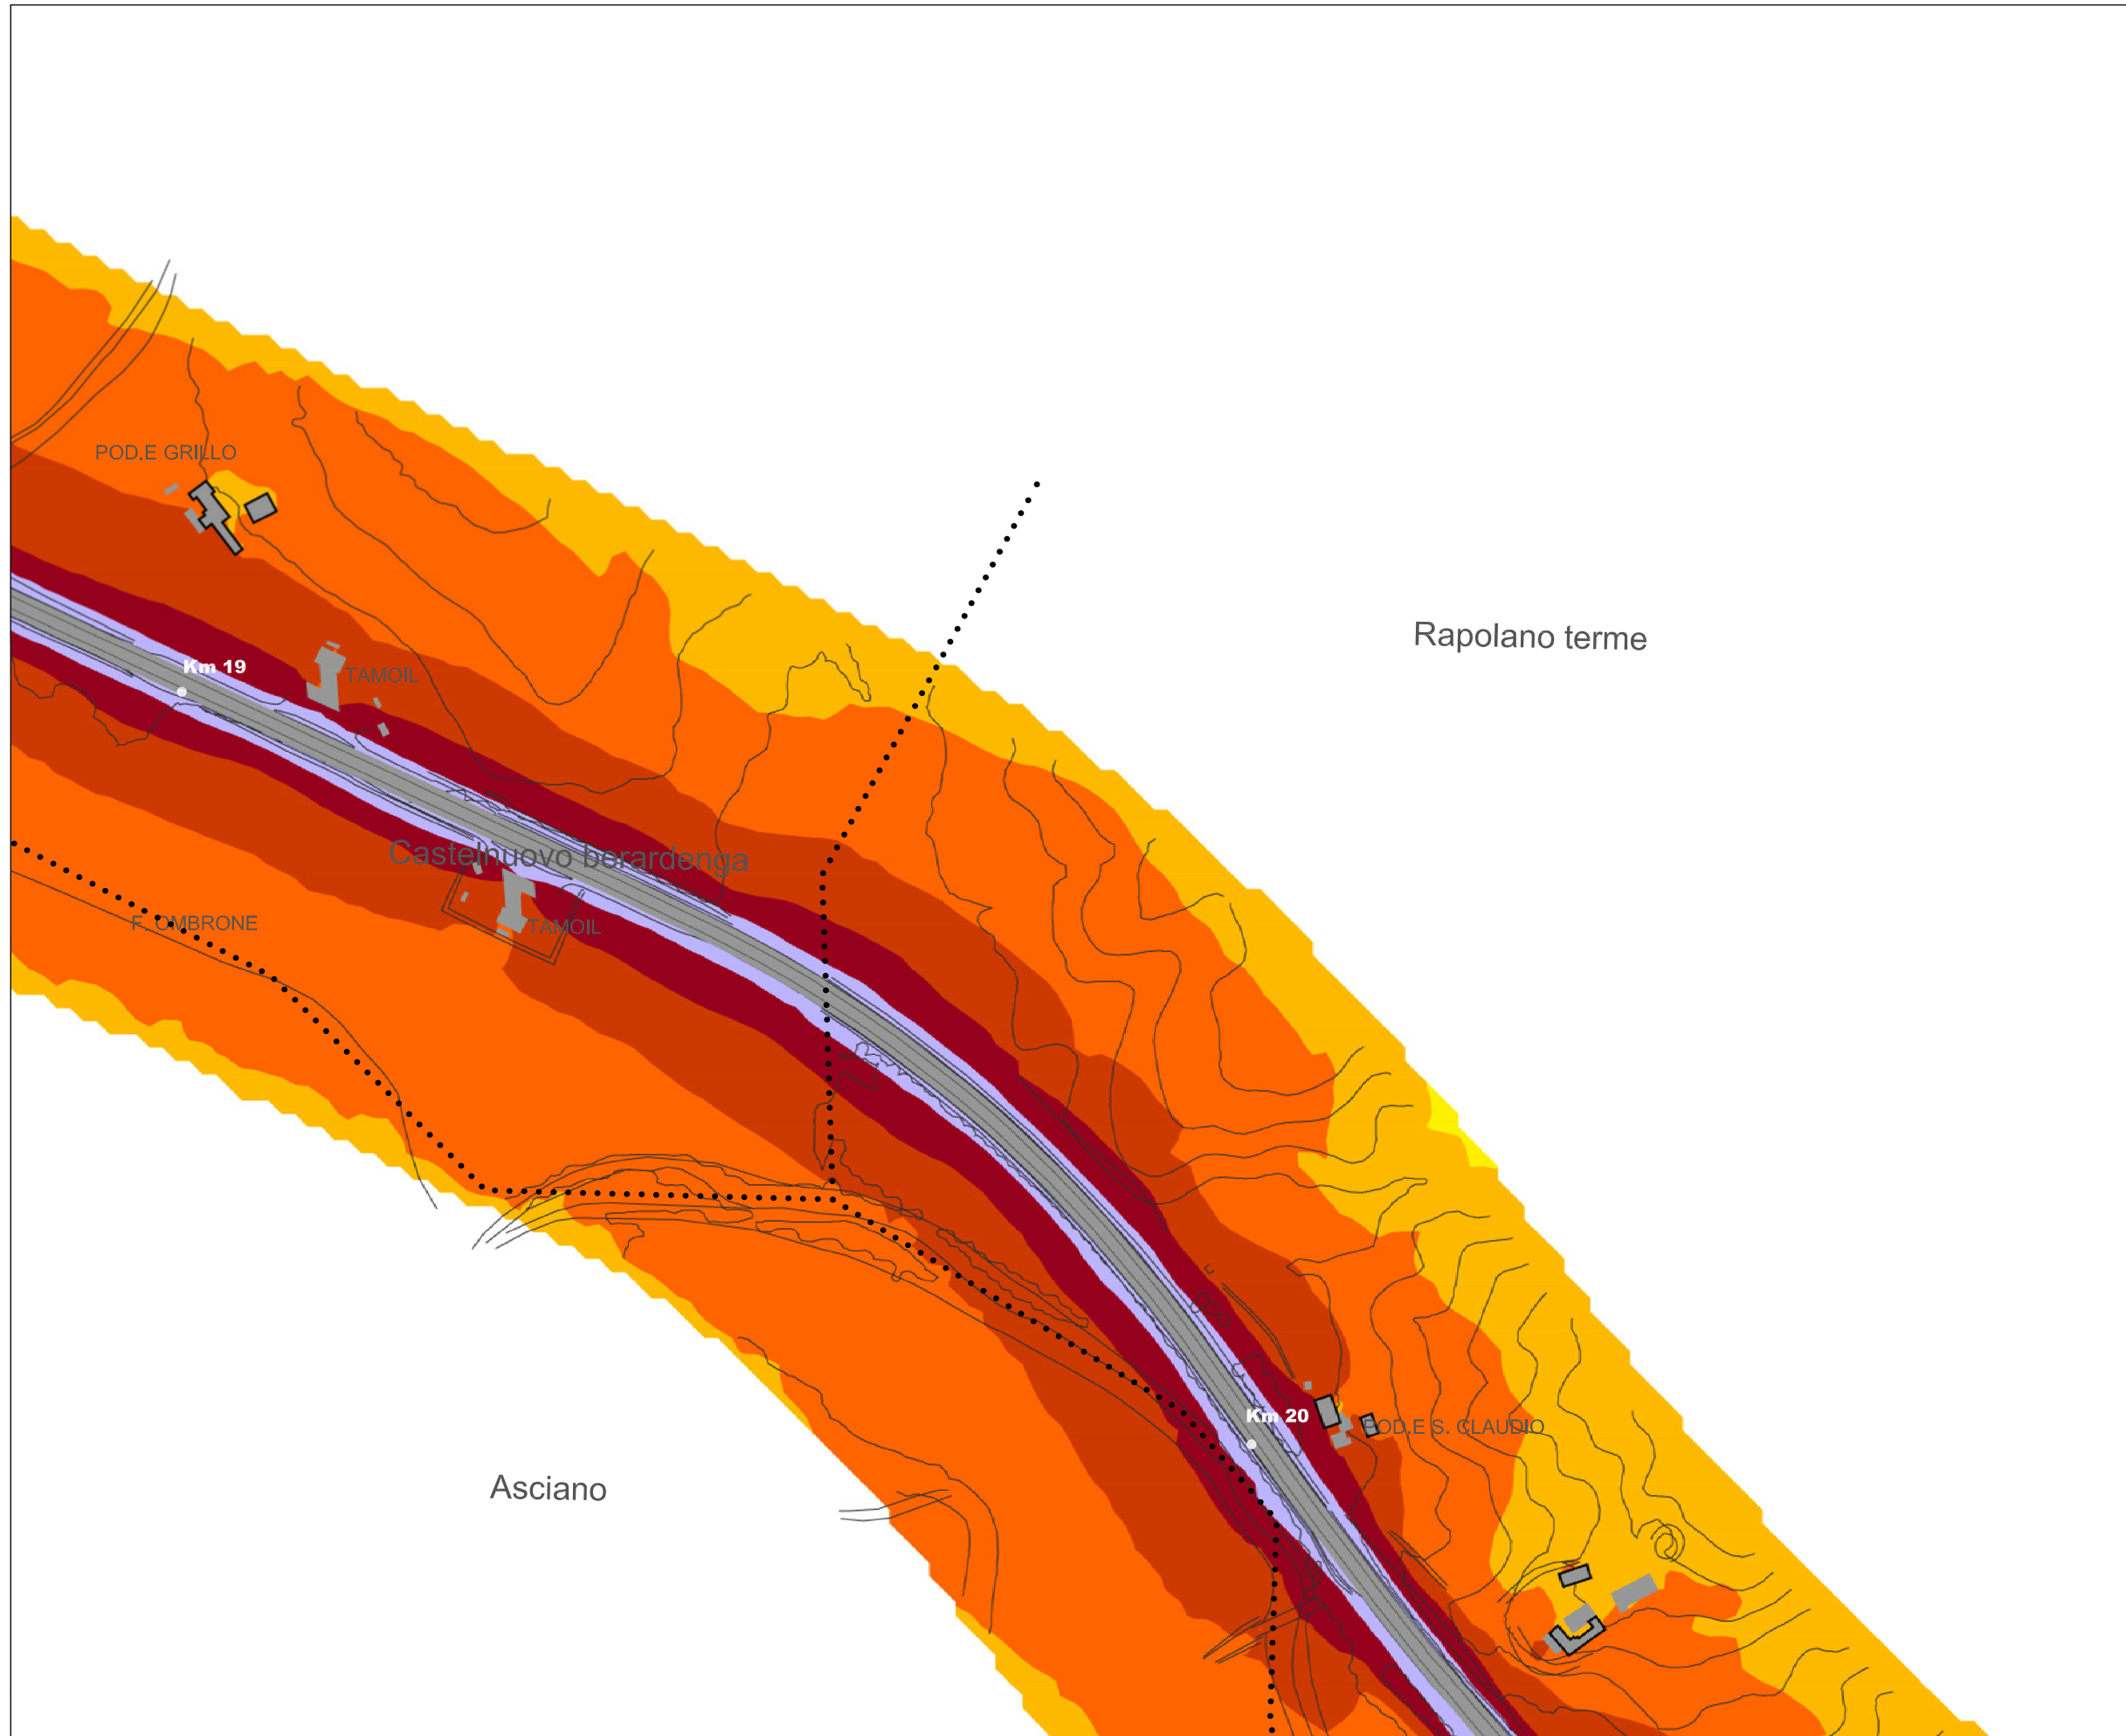 POD.E GRILLO
Rapolano terme
Km 19
TAMOIL
Castelnuovo berardenga
F. OMBRONE
TAMOIL
Km 20
POD.E S. CLAUDIO
Asciano